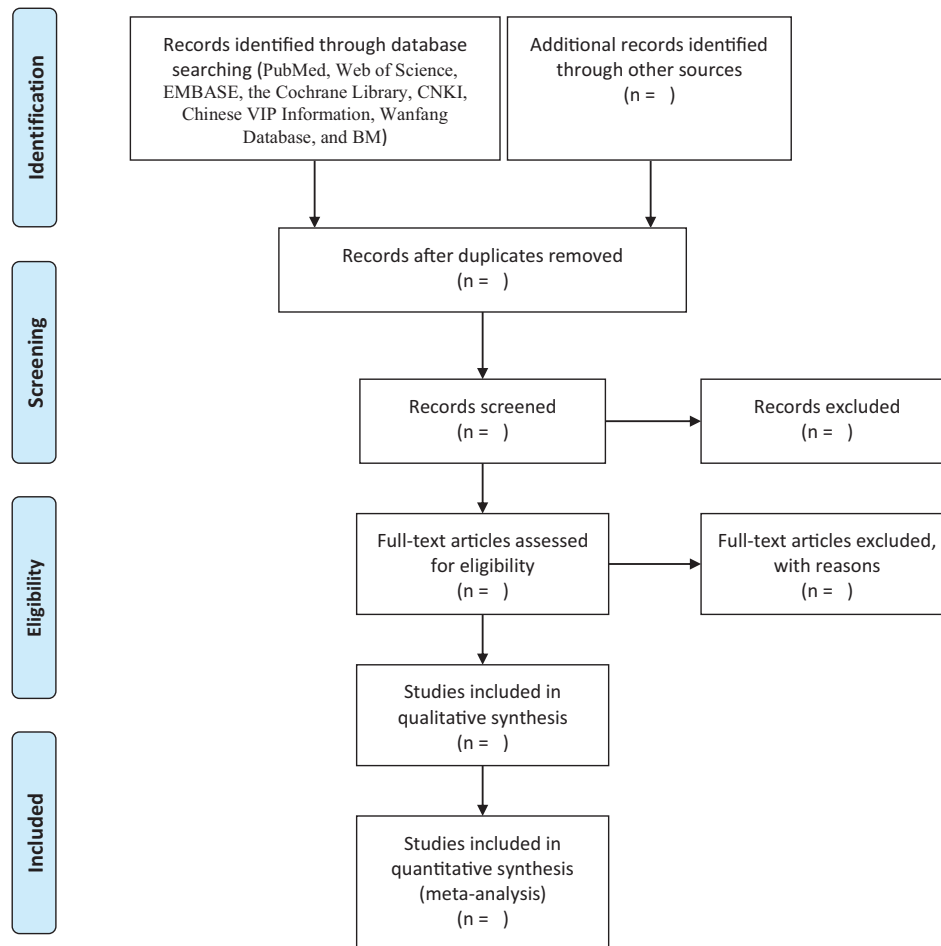 Identification
Records identified through database
searching (PubMed, Web of Science,
EMBASE, the Cochrane Library, CNKI,
Chinese VIP Information, Wanfang
Database, and BM)
Additional records identified
through other sources
(n =   )
Records after duplicates removed
(n =   )
Screening
Records screened
(n =   )
Records excluded
(n =   )
Eligibility
Full-text articles assessed
for eligibility
(n =   )
Full-text articles excluded,
with reasons
(n =   )
Studies included in
qualitative synthesis
(n =   )
Included
Studies included in
quantitative synthesis
(meta-analysis)
(n =   )